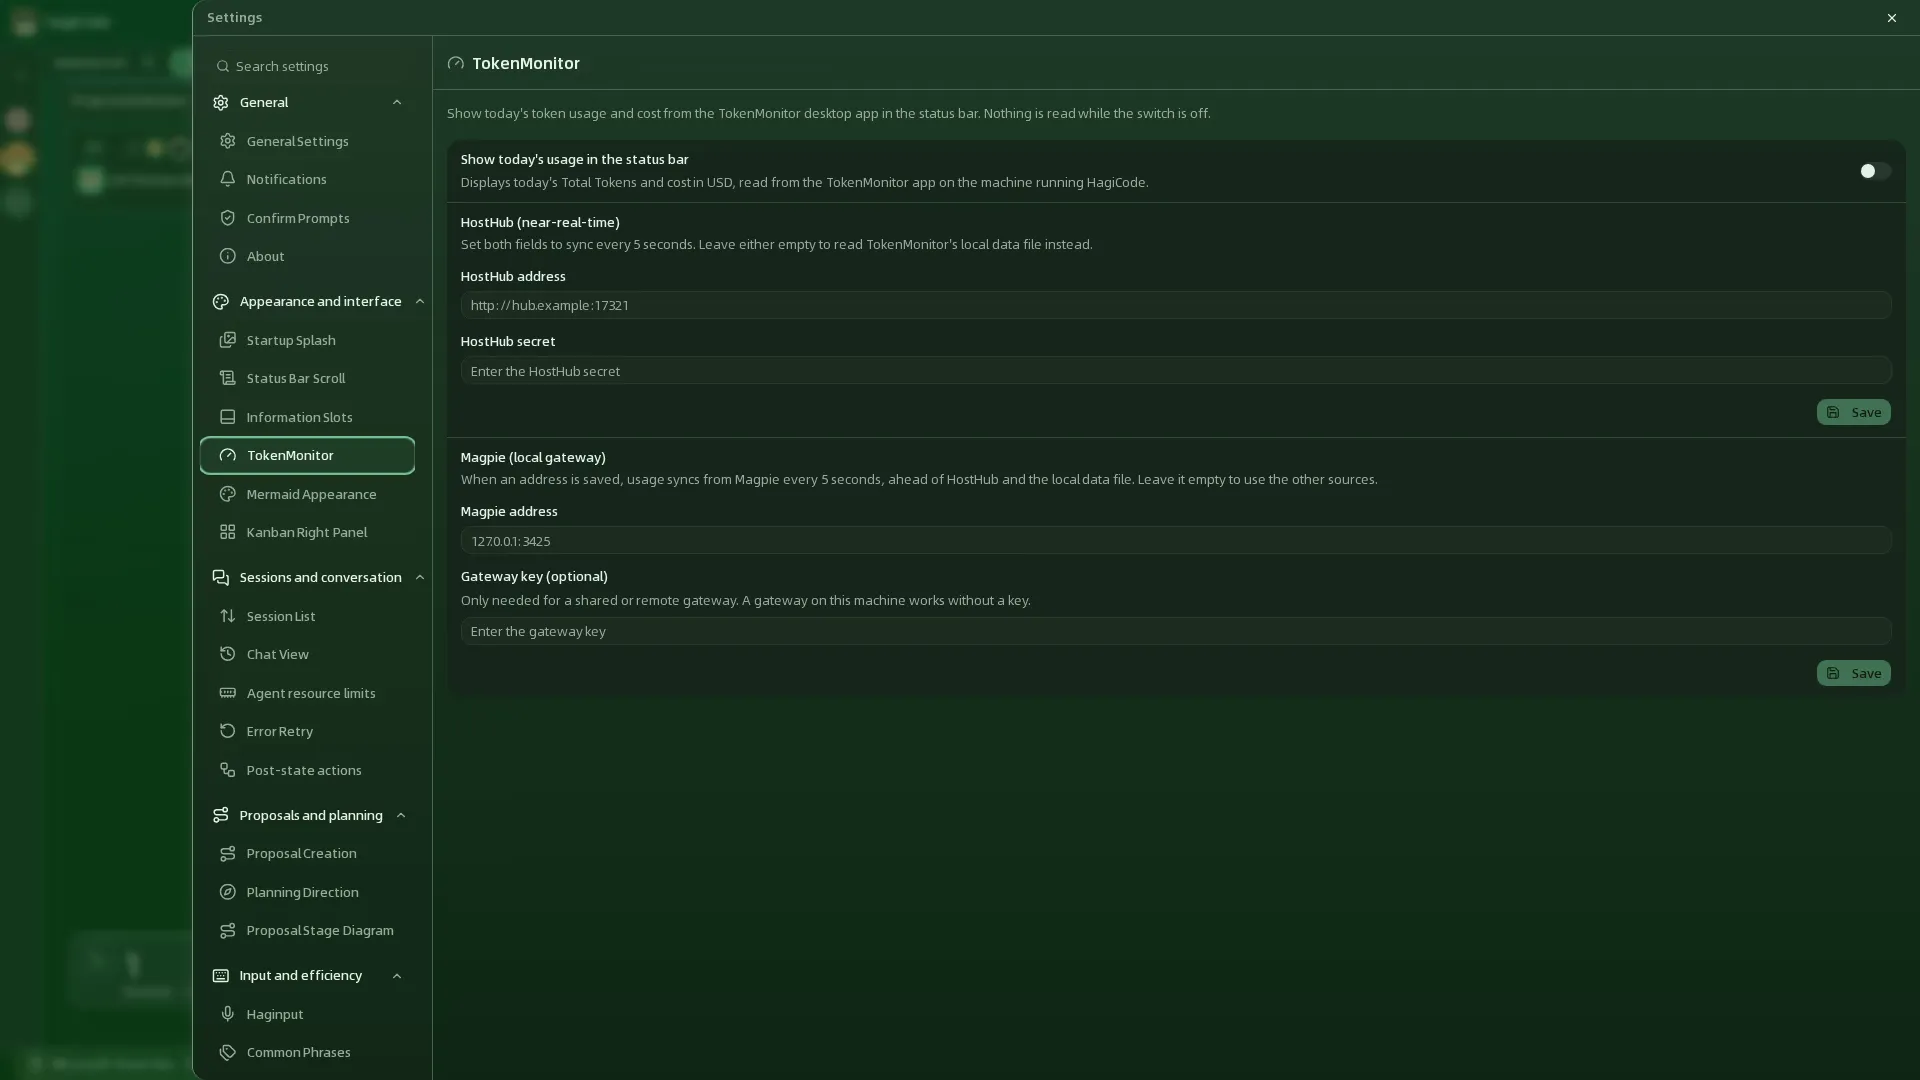 Settings
Search settings
General
General Settings
Notifications
Confirm Prompts
About
Appearance and interface
Startup Splash
Status Bar Scroll
Information Slots
TokenMonitor
Mermaid Appearance
Kanban Right Panel
Sessions and conversation
Session List
Chat View
Agent resource limits
Error Retry
Post-state actions
Proposals and planning
Proposal Creation
Planning Direction
Proposal Stage Diagram
Input and efficiency
Haginput
Common Phrases
TokenMonitor
Show today's token usage and cost from the TokenMonitor desktop app in the status bar. Nothing is read while the switch is off.
Show today's usage in the status bar
Displays today's Total Tokens and cost in USD, read from the TokenMonitor app on the machine running HagiCode.
HostHub (near-real-time)
Set both fields to sync every 5 seconds. Leave either empty to read TokenMonitor's local data file instead.
HostHub address
http://hub.example:17321
HostHub secret
Enter the HostHub secret
Save
Magpie (local gateway)
When an address is saved, usage syncs from Magpie every 5 seconds, ahead of HostHub and the local data file. Leave it empty to use the other sources.
Magpie address
127.0.0.1:3425
Gateway key (optional)
Only needed for a shared or remote gateway. A gateway on this machine works without a key.
Enter the gateway key
Save